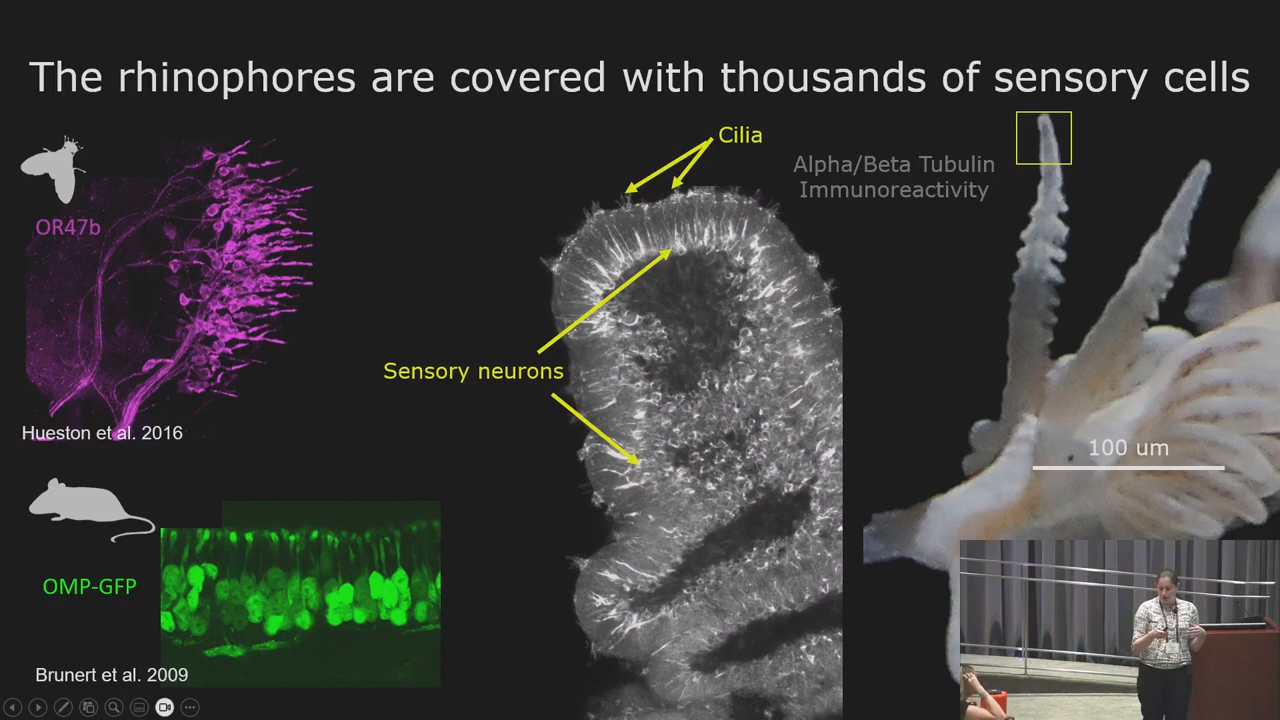 The rhinophores are covered with thousands of sensory cells
Cilia
Alpha/Beta Tubulin
Immunoreactivity
OR47b
Sensory neurons
Hueston et al. 2016
100 um
OMP-GFP
Brunert et al. 2009